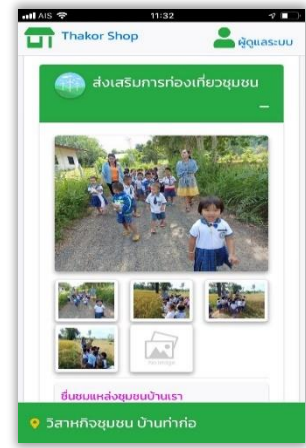 AIS 11:32
Thakor Shop
ผู้ดูแลระบบ
ส่งเสริมการท่องเที่ยวชุมชน
ชื่นชมแหล่งชุมชนบ้านเรา
วิสาหกิจชุมชน บ้านท่าก่อ